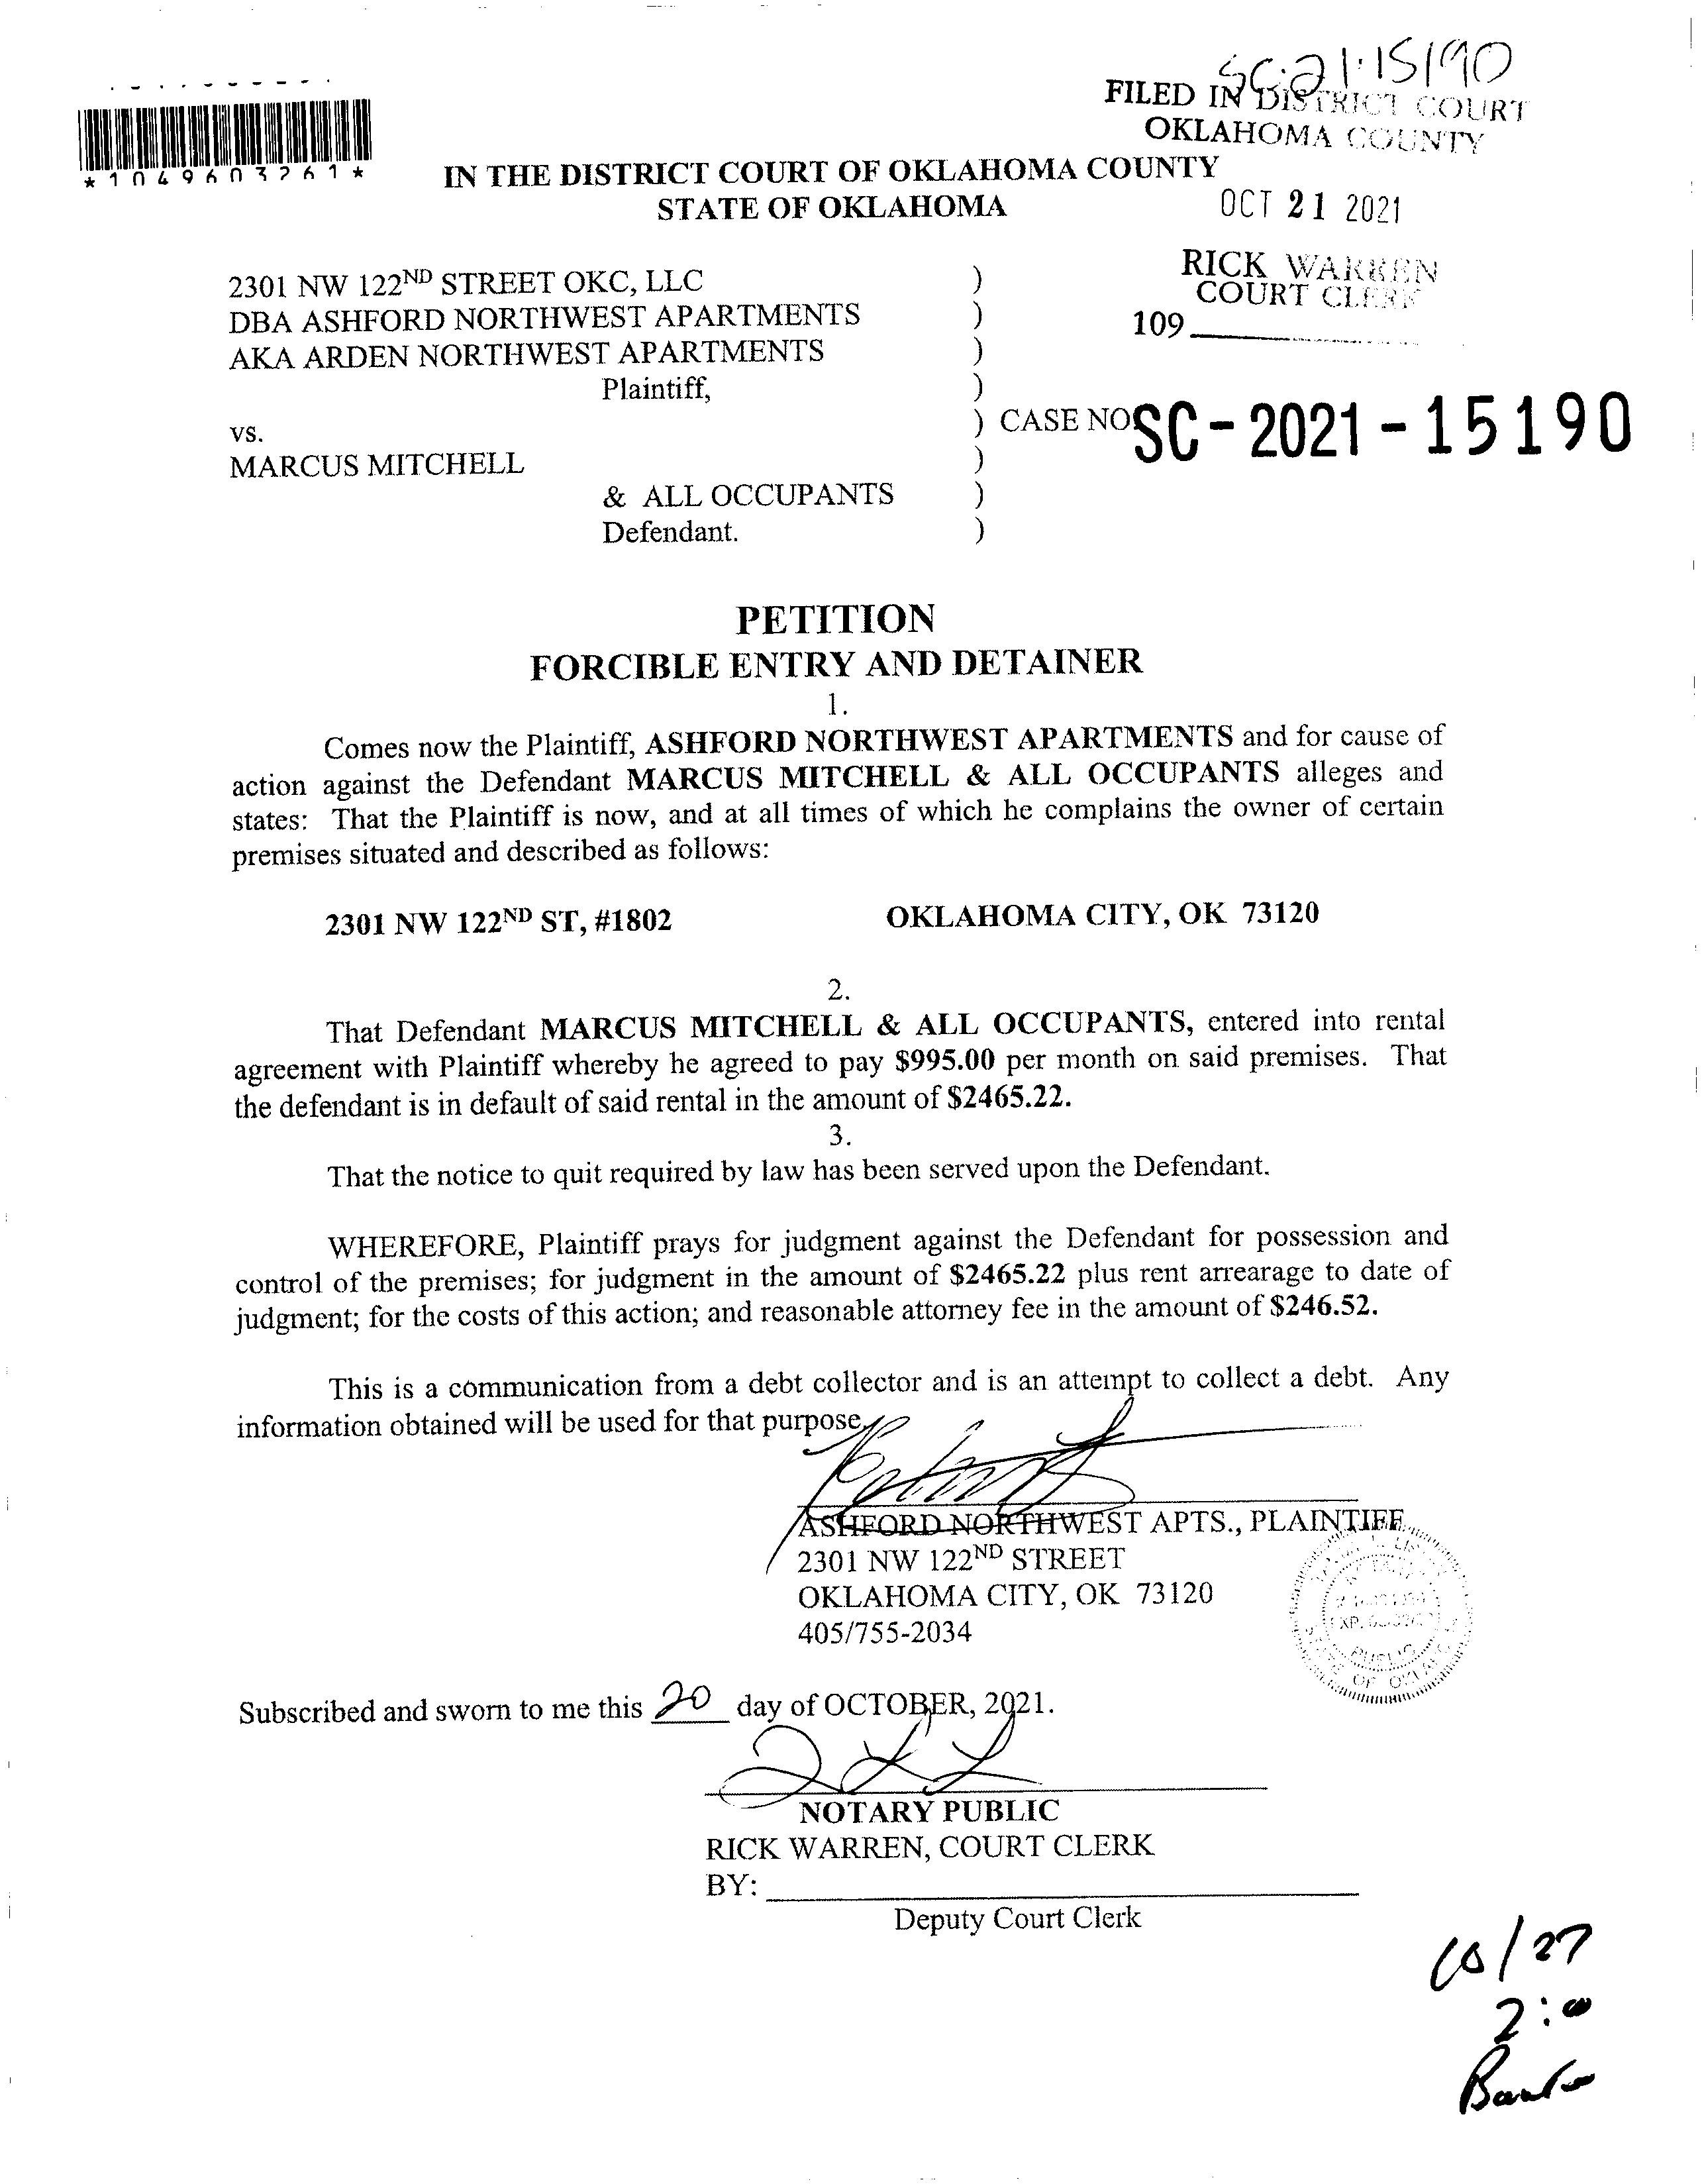 SC-21-15190
FILED IN DISTRICT COURT
OKLAHOMA COUNTY
*1049603261*
IN THE DISTRICT COURT OF OKLAHOMA COUNTY
STATE OF OKLAHOMA
OCT 21 2021
RICK WARREN
COURT CLERK
109
2301 NW 122ND STREET OKC, LLC )
DBA ASHFORD NORTHWEST APARTMENTS )
AKA ARDEN NORTHWEST APARTMENTS )
Plaintiff, )
vs. ) CASE NO SC-2021-15190
MARCUS MITCHELL )
& ALL OCCUPANTS )
Defendant. )
PETITION
FORCIBLE ENTRY AND DETAINER
1.
Comes now the Plaintiff, ASHFORD NORTHWEST APARTMENTS and for cause of
action against the Defendant MARCUS MITCHELL & ALL OCCUPANTS alleges and
states: That the Plaintiff is now, and at all times of which he complains the owner of certain
premises situated and described as follows:
2301 NW 122ND ST, #1802 OKLAHOMA CITY, OK 73120
2.
That Defendant MARCUS MITCHELL & ALL OCCUPANTS, entered into rental
agreement with Plaintiff whereby he agreed to pay $995.00 per month on said premises. That
the defendant is in default of said rental in the amount of $2465.22.
3.
That the notice to quit required by law has been served upon the Defendant.
WHEREFORE, Plaintiff prays for judgment against the Defendant for possession and
control of the premises; for judgment in the amount of $2465.22 plus rent arrearage to date of
judgment; for the costs of this action; and reasonable attorney fee in the amount of $246.52.
This is a communication from a debt collector and is an attempt to collect a debt. Any
information obtained will be used for that purpose.
ASHFORD NORTHWEST APTS., PLAINTIFF
2301 NW 122ND STREET
OKLAHOMA CITY, OK 73120
405/755-2034
PUBLIC
Subscribed and sworn to me this 20 day of OCTOBER, 2021.
NOTARY PUBLIC
RICK WARREN, COURT CLERK
BY:
Deputy Court Clerk
10/27
2:00